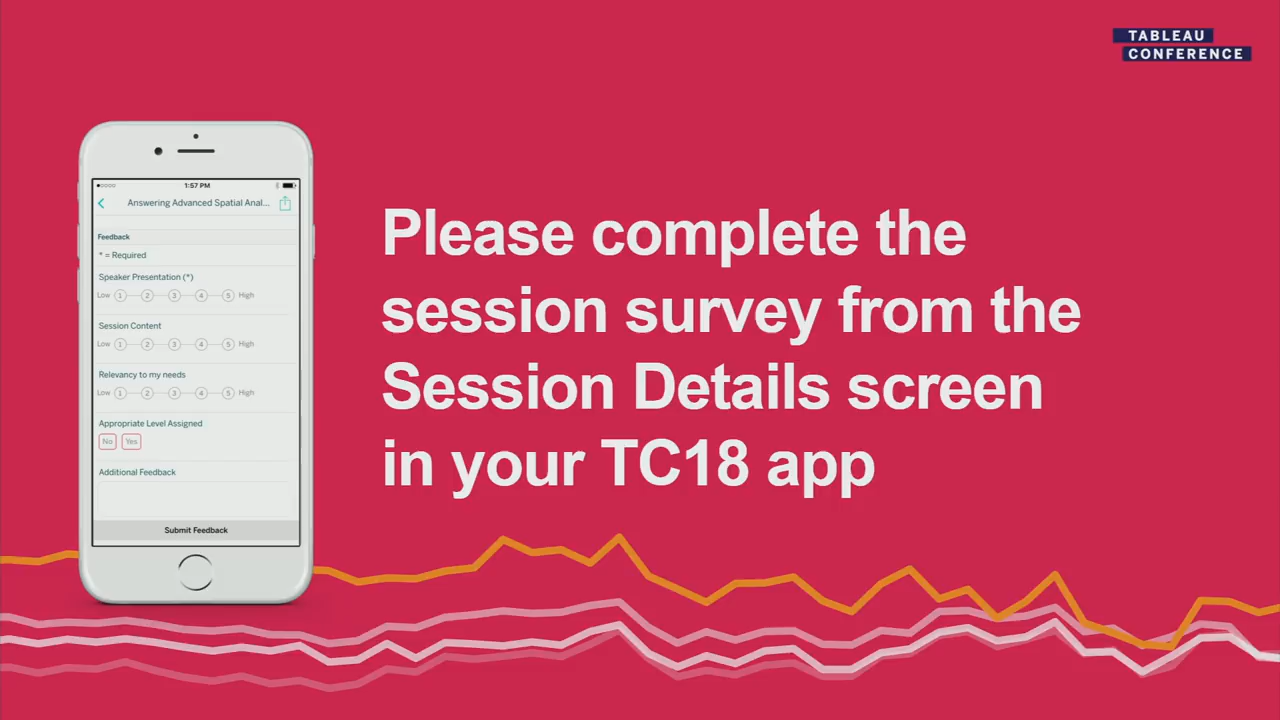 TABLEAU
CONFERENCE
1:57 PM
Answering Advanced Spatial Anal...
Feedback
* = Required
Speaker Presentation (*)
Low 1 2 3 4 5 High
Session Content
Low 1 2 3 4 5 High
Relevancy to my needs
Low 1 2 3 4 5 High
Appropriate Level Assigned
No Yes
Additional Feedback
Submit Feedback
Please complete the
session survey from the
Session Details screen
in your TC18 app